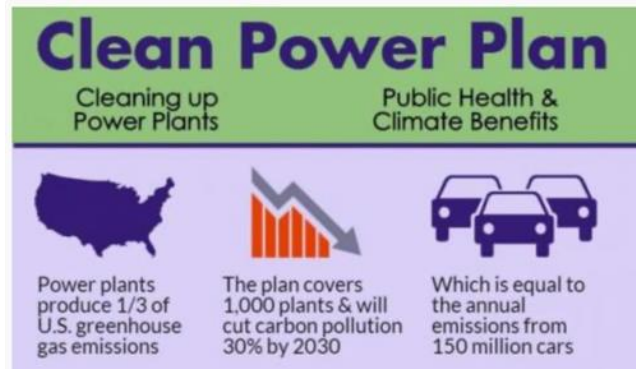 Clean Power Plan
Cleaning up
Power Plants
Public Health &
Climate Benefits
Power plants
produce 1/3 of
U.S. greenhouse
gas emissions
The plan covers
1,000 plants & will
cut carbon pollution
30% by 2030
Which is equal to
the annual
emissions from
150 million cars